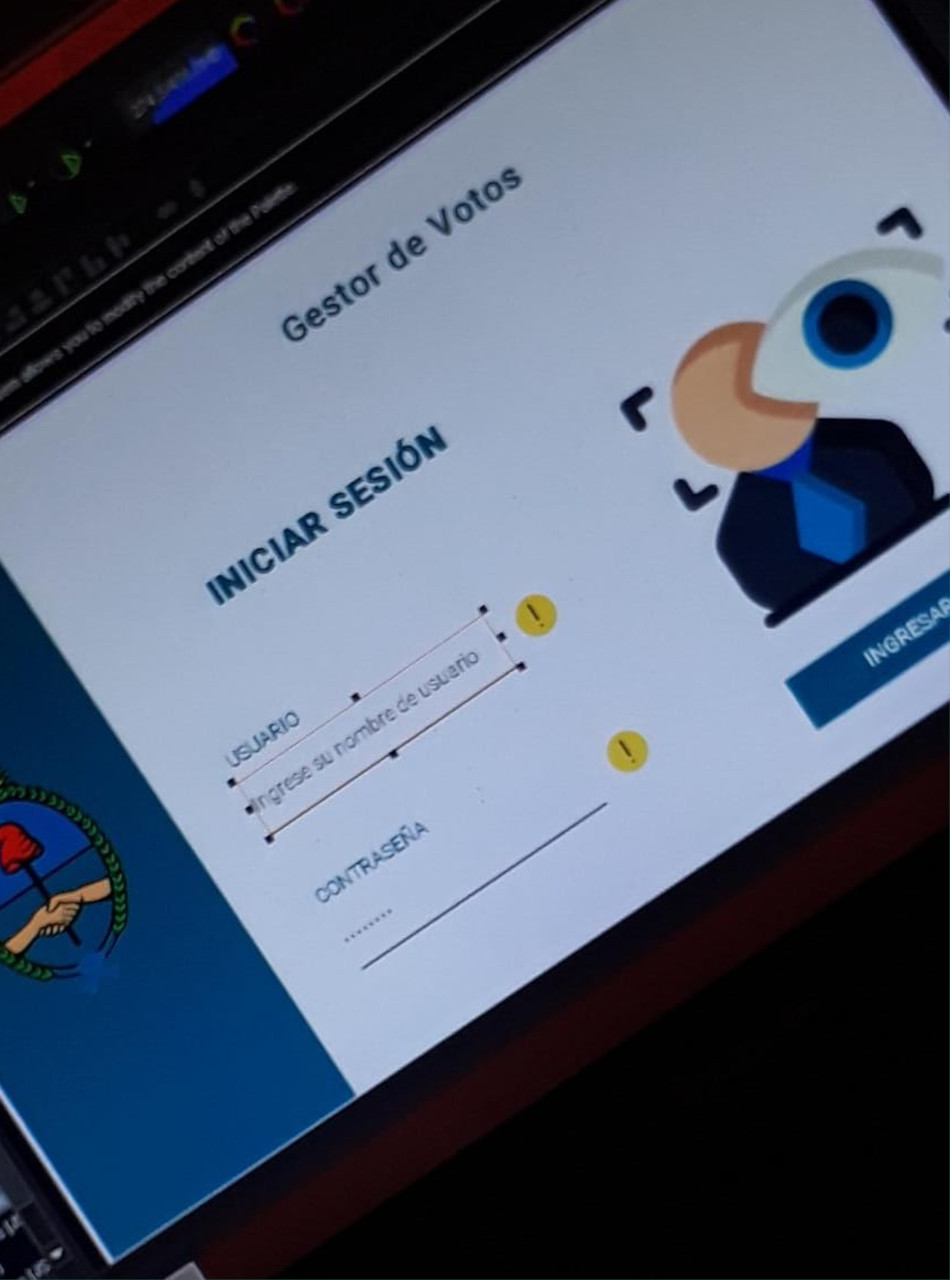 allows you to modify the content of the Palette.
Gestor de Votos
INICIAR SESIÓN
USUARIO
Ingrese su nombre de usuario
CONTRASEÑA
********
INGRESAR